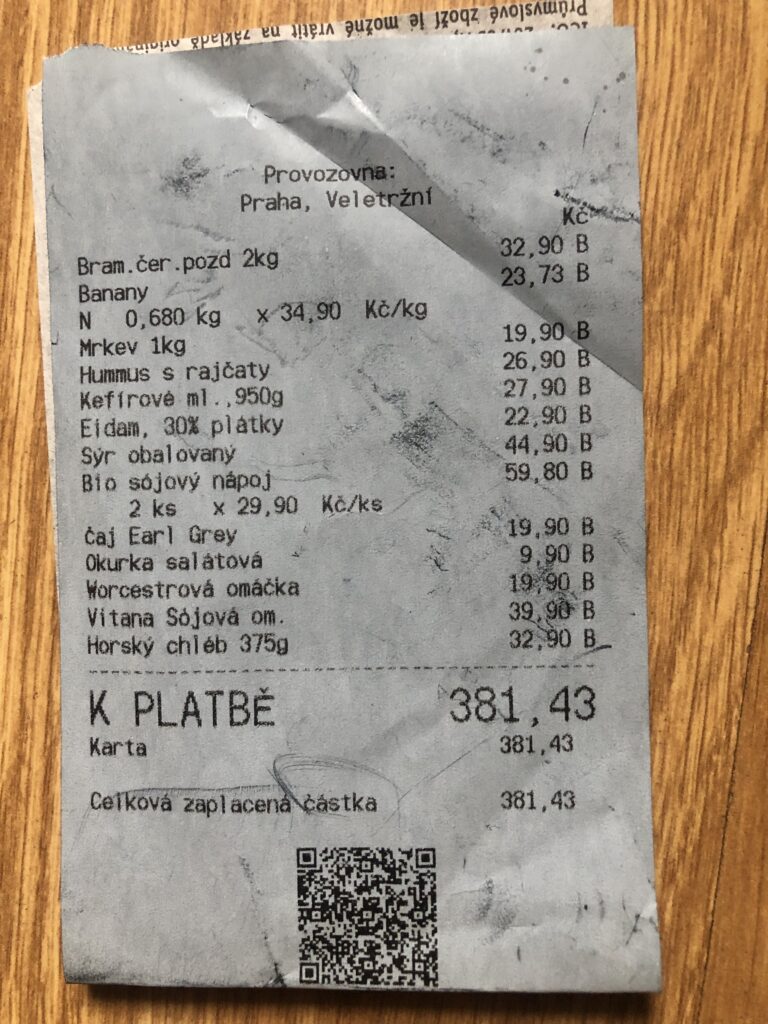 Průmyslové zboží je možné vrátit na základě
Provozovna:
Praha, Veletržní
Kč
Bram.čer.pozd 2kg 32,90 B
Banany 23,73 B
N 0,680 kg x 34,90 Kč/kg
Mrkev 1kg 19,90 B
Hummus s rajčaty 26,90 B
Kefírové ml.,950g 27,90 B
Eidam, 30% plátky 22,90 B
Sýr obalovaný 44,90 B
Bio sójový nápoj 59,80 B
2 ks x 29,90 Kč/ks
čaj Earl Grey 19,90 B
Okurka salátová 9,90 B
Worcestrová omáčka 19,90 B
Vitana Sójová om. 39,90 B
Horský chléb 375g 32,90 B
K PLATBĚ 381,43
Karta 381,43
Celková zaplacená částka 381,43